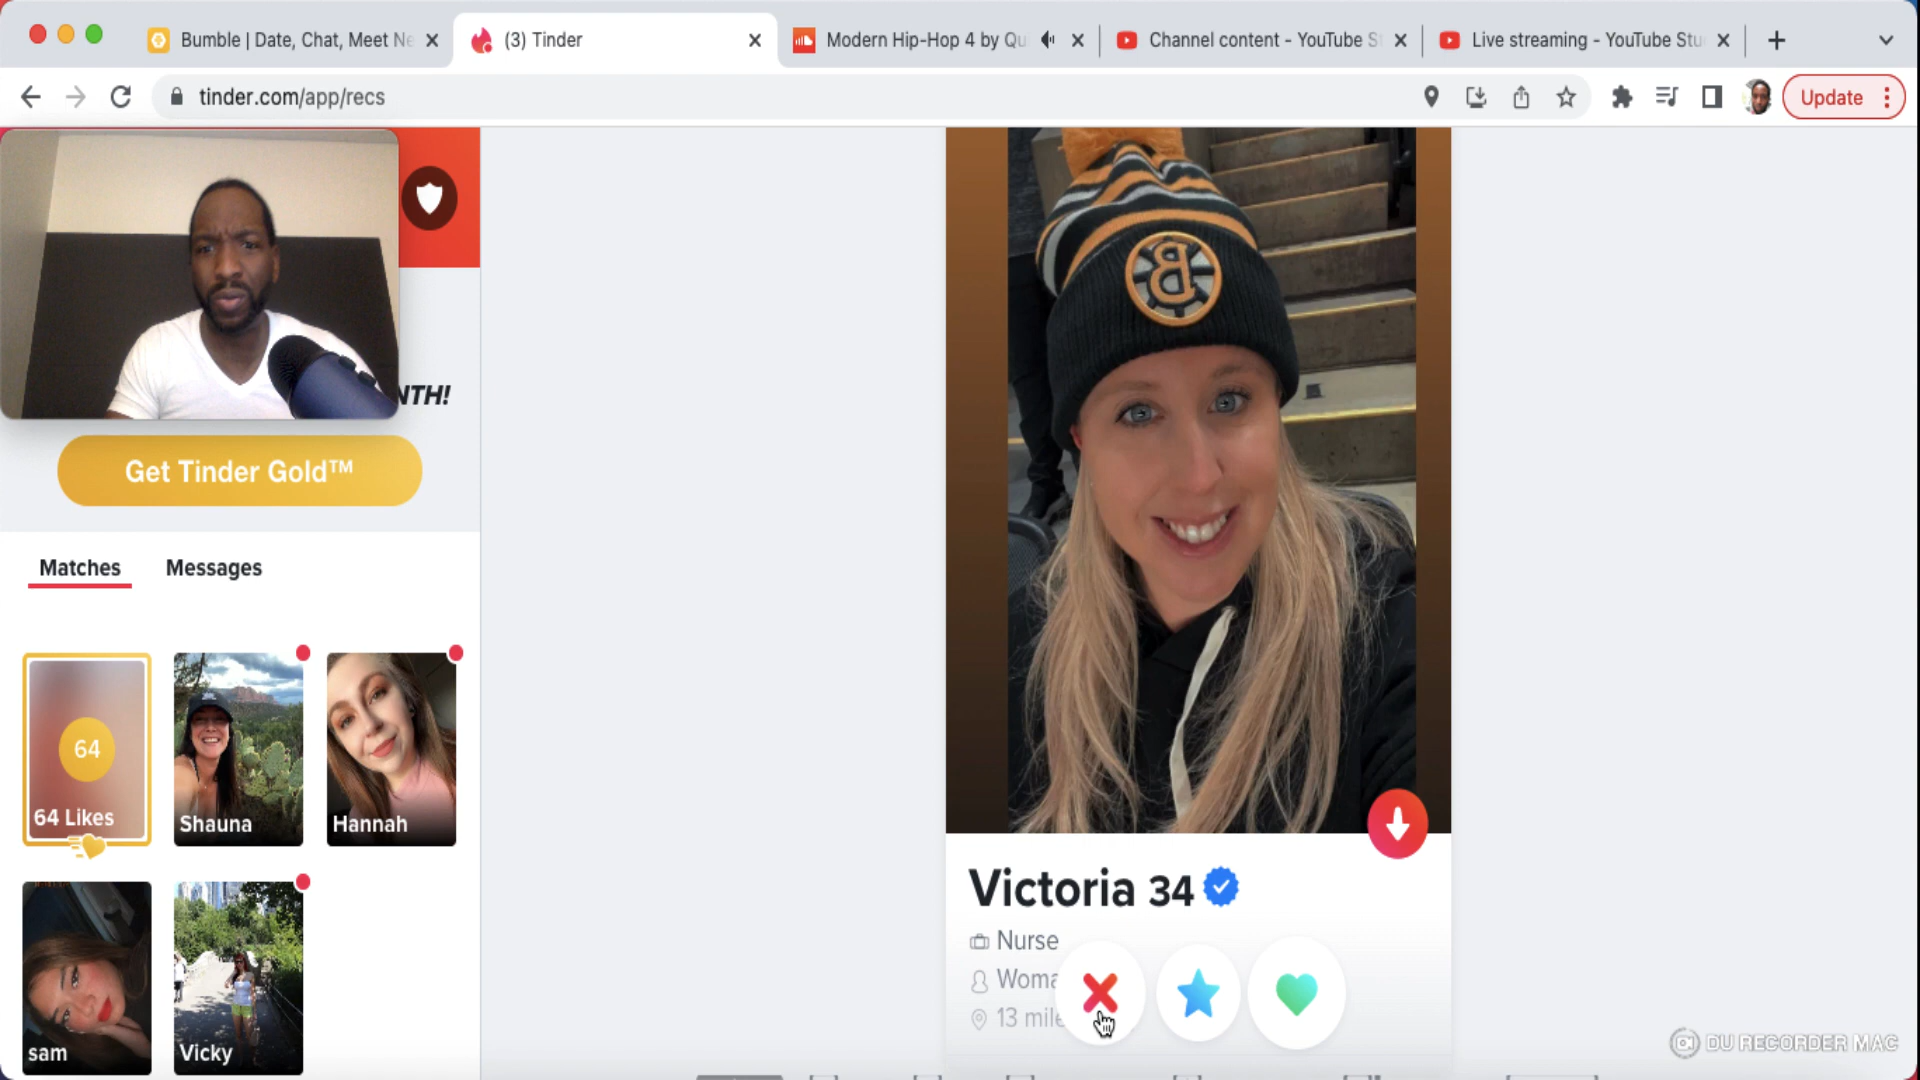 Bumble | Date, Chat, Meet Ne
(3) Tinder
Modern Hip-Hop 4 by Qu
Channel content - YouTube S
Live streaming - YouTube Stu
tinder.com/app/recs
Update
NTH!
Get Tinder Gold™
Matches
Messages
64
64 Likes
Shauna
Hannah
sam
Vicky
B
Victoria 34
Nurse
Woma
13 mile
DU RECORDER MAC